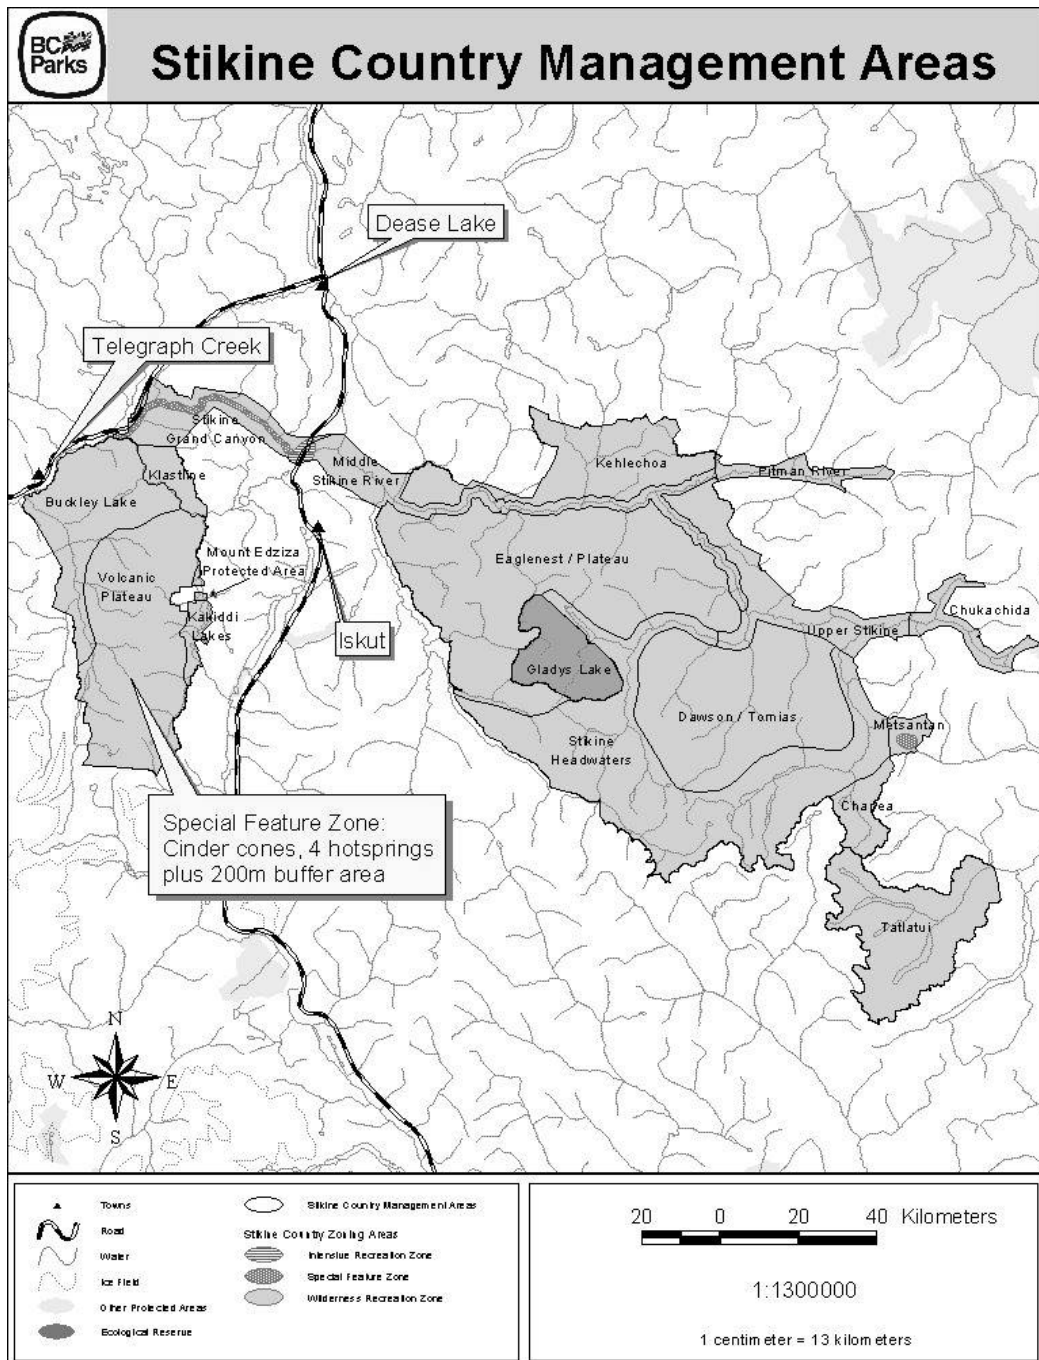 BC
Parks
Stikine Country Management Areas
Dease Lake
Telegraph Creek
Stikine
Grand Canyon
Middle
Stikine River
Kehlechoa
Pitman River
Klastline
Buckley Lake
Mount Edziza
Protected Area
Volcanic
Plateau
Kakiddi
Lakes
Eaglenest / Plateau
Chukachida
Upper Stikine
Iskut
Gladys Lake
Dawson / Tomias
Metsantan
Stikine
Headwaters
Chapea
Special Feature Zone:
Cinder cones, 4 hotsprings
plus 200m buffer area
Tatlatui
N
W
E
S
Towns
Road
Water
Ice Field
Other Protected Areas
Ecological Reserve
Stikine Country Management Areas
Stikine Country Zoning Areas
Intensive Recreation Zone
Special Feature Zone
Wilderness Recreation Zone
20 0 20 40 Kilometers
1:1300000
1 centimeter = 13 kilometers